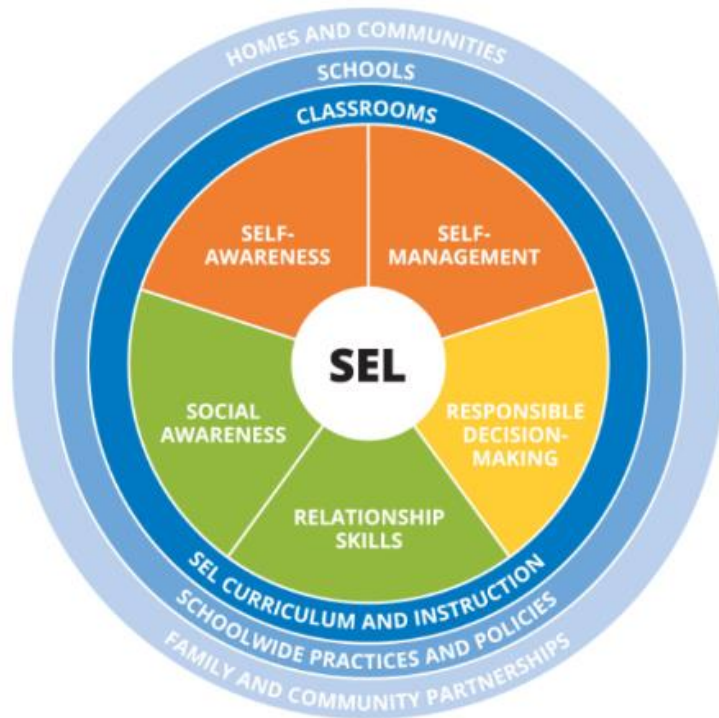 HOMES AND COMMUNITIES
SCHOOLS
CLASSROOMS
SELF-
AWARENESS
SELF-
MANAGEMENT
SEL
SOCIAL
AWARENESS
RESPONSIBLE
DECISION-
MAKING
RELATIONSHIP
SKILLS
SEL CURRICULUM AND INSTRUCTION
SCHOOLWIDE PRACTICES AND POLICIES
FAMILY AND COMMUNITY PARTNERSHIPS